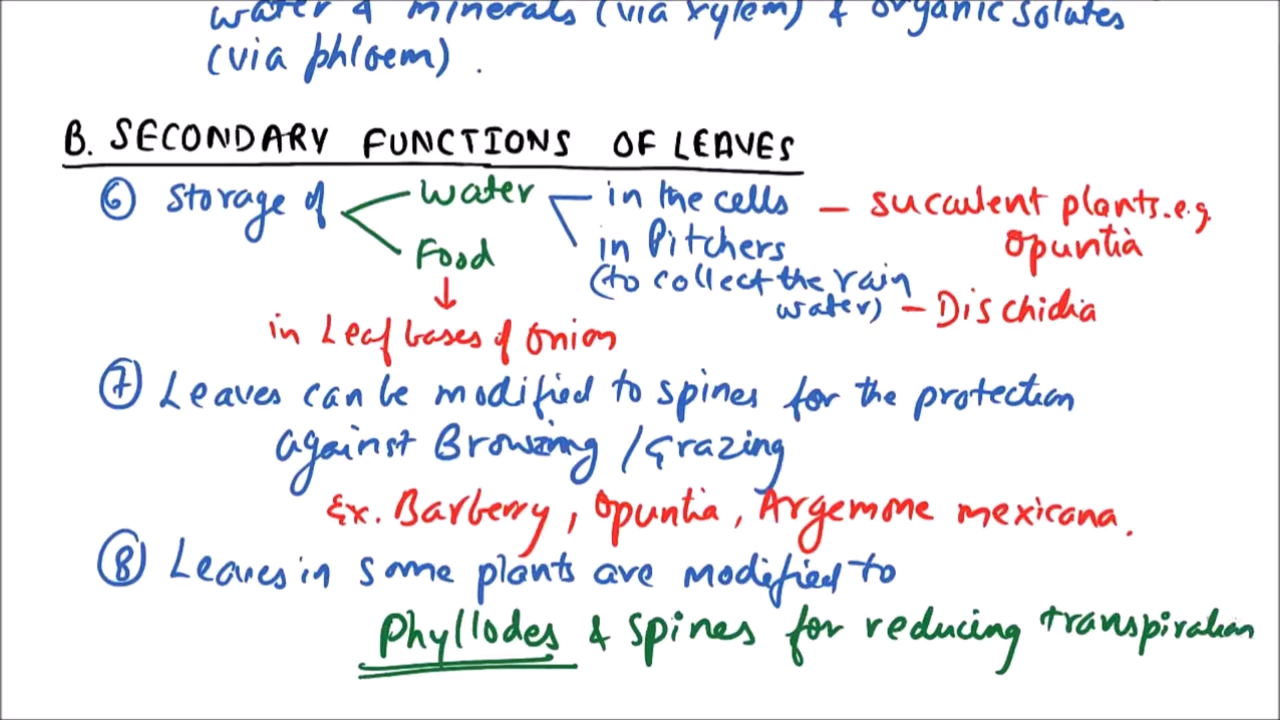 water & minerals (via xylem) & organic solutes
(via phloem).
B. SECONDARY FUNCTIONS OF LEAVES
⑥ Storage of Water in the cells – succulent plants. e.g. Opuntia
Food in Pitchers
(to collect the rain water) – Dischidia
↓
in Leaf bases of Onion
⑦ Leaves can be modified to spines for the protection
against Browzing / Grazing
Ex. Barberry, Opuntia, Argemone mexicana.
⑧ Leaves in some plants are modified to
Phyllodes & spines for reducing transpiration